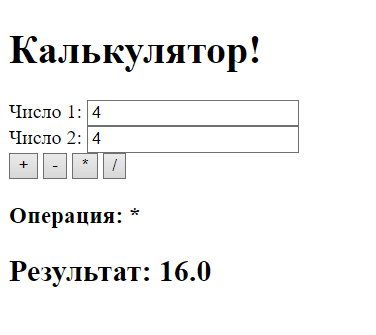 Калькулятор!
Число 1: 4
Число 2: 4
+ - * /
Операция: *
Результат: 16.0